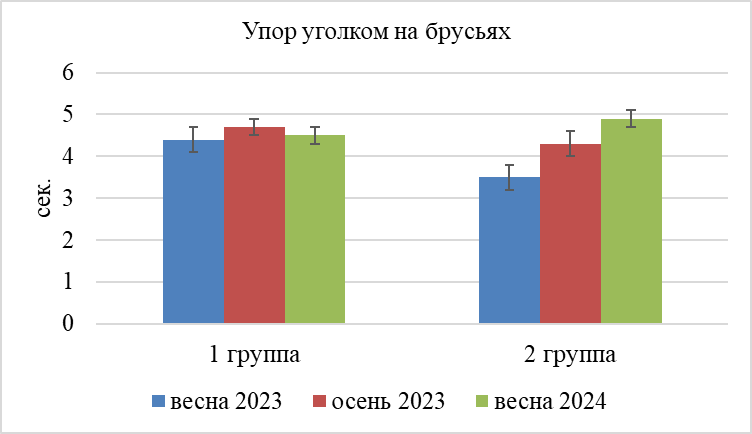 Упор уголком на брусьях
6
5
4
3
2
1
0
сек.
1 группа 2 группа
весна 2023 осень 2023 весна 2024